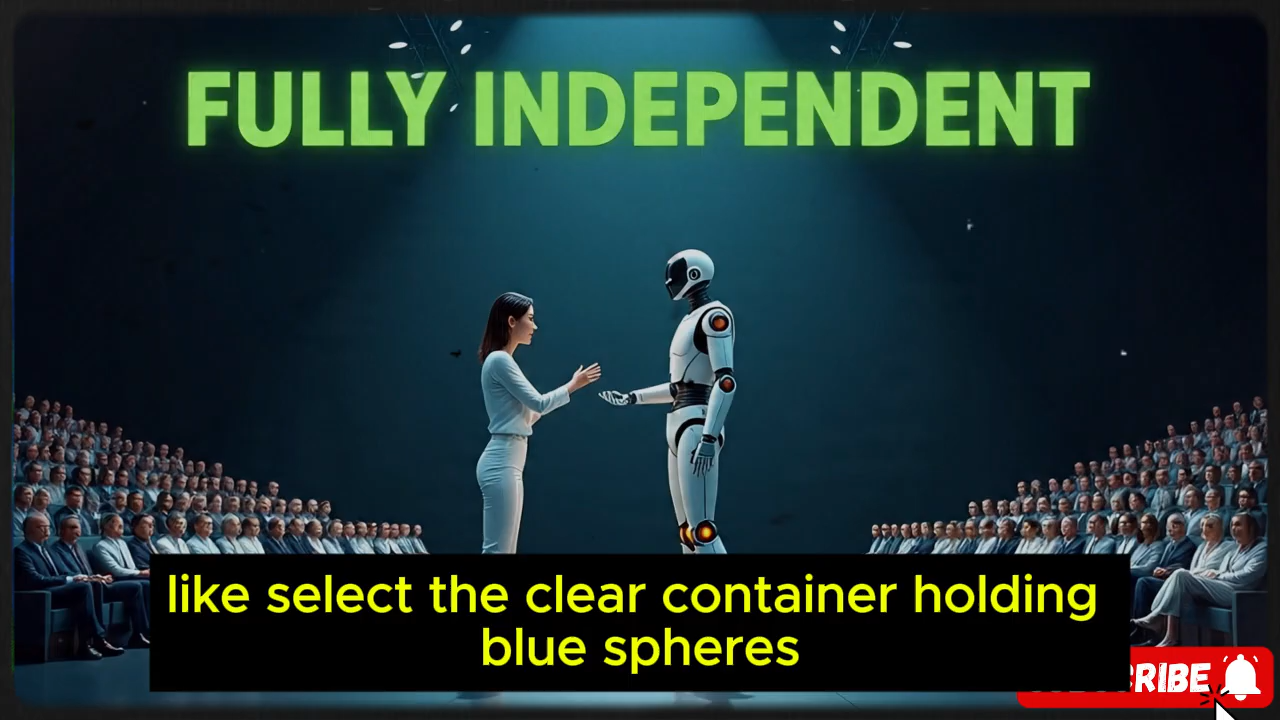 FULLY INDEPENDENT
like select the clear container holding
blue spheres
RIBE